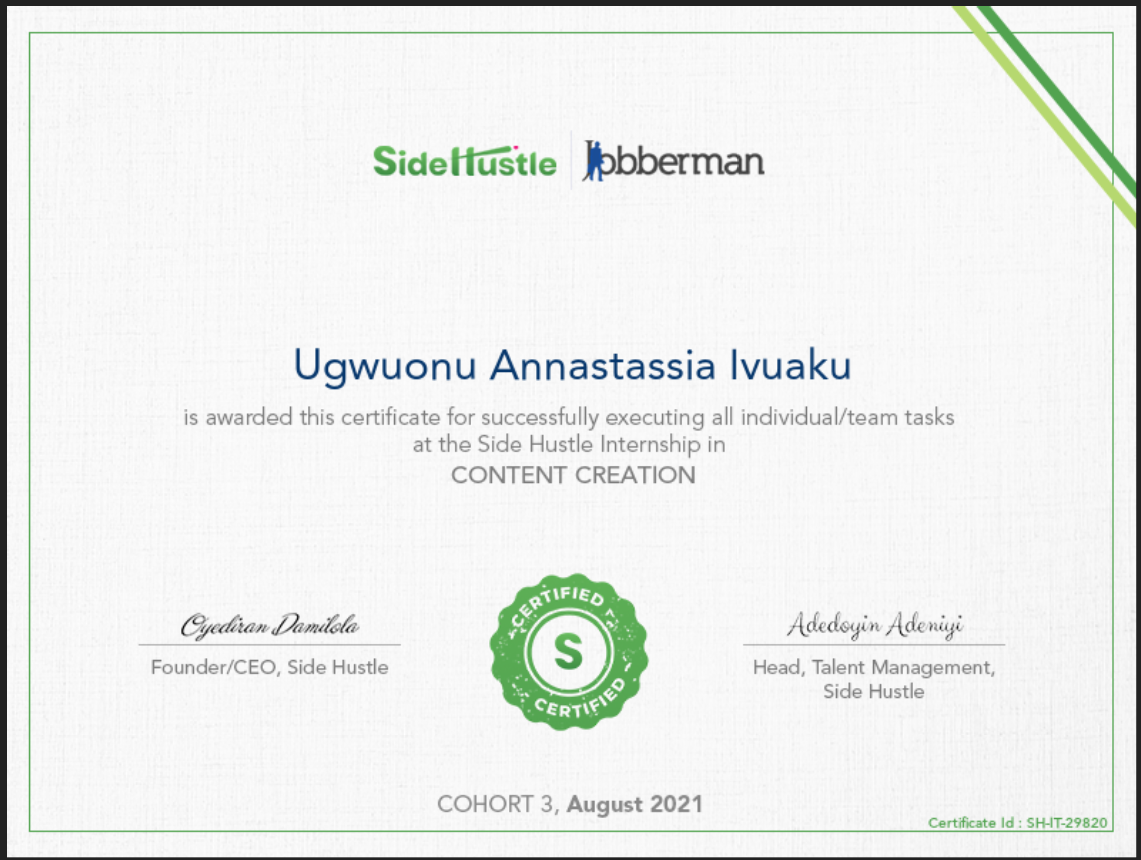 SideHustle
Jobberman
Ugwuonu Annastassia Ivuaku
is awarded this certificate for successfully executing all individual/team tasks
at the Side Hustle Internship in
CONTENT CREATION
Oyediran Damilola
Founder/CEO, Side Hustle
CERTIFIED
S
CERTIFIED
Adedoyin Adeniyi
Head, Talent Management,
Side Hustle
COHORT 3, August 2021
Certificate Id : SH-IT-29820